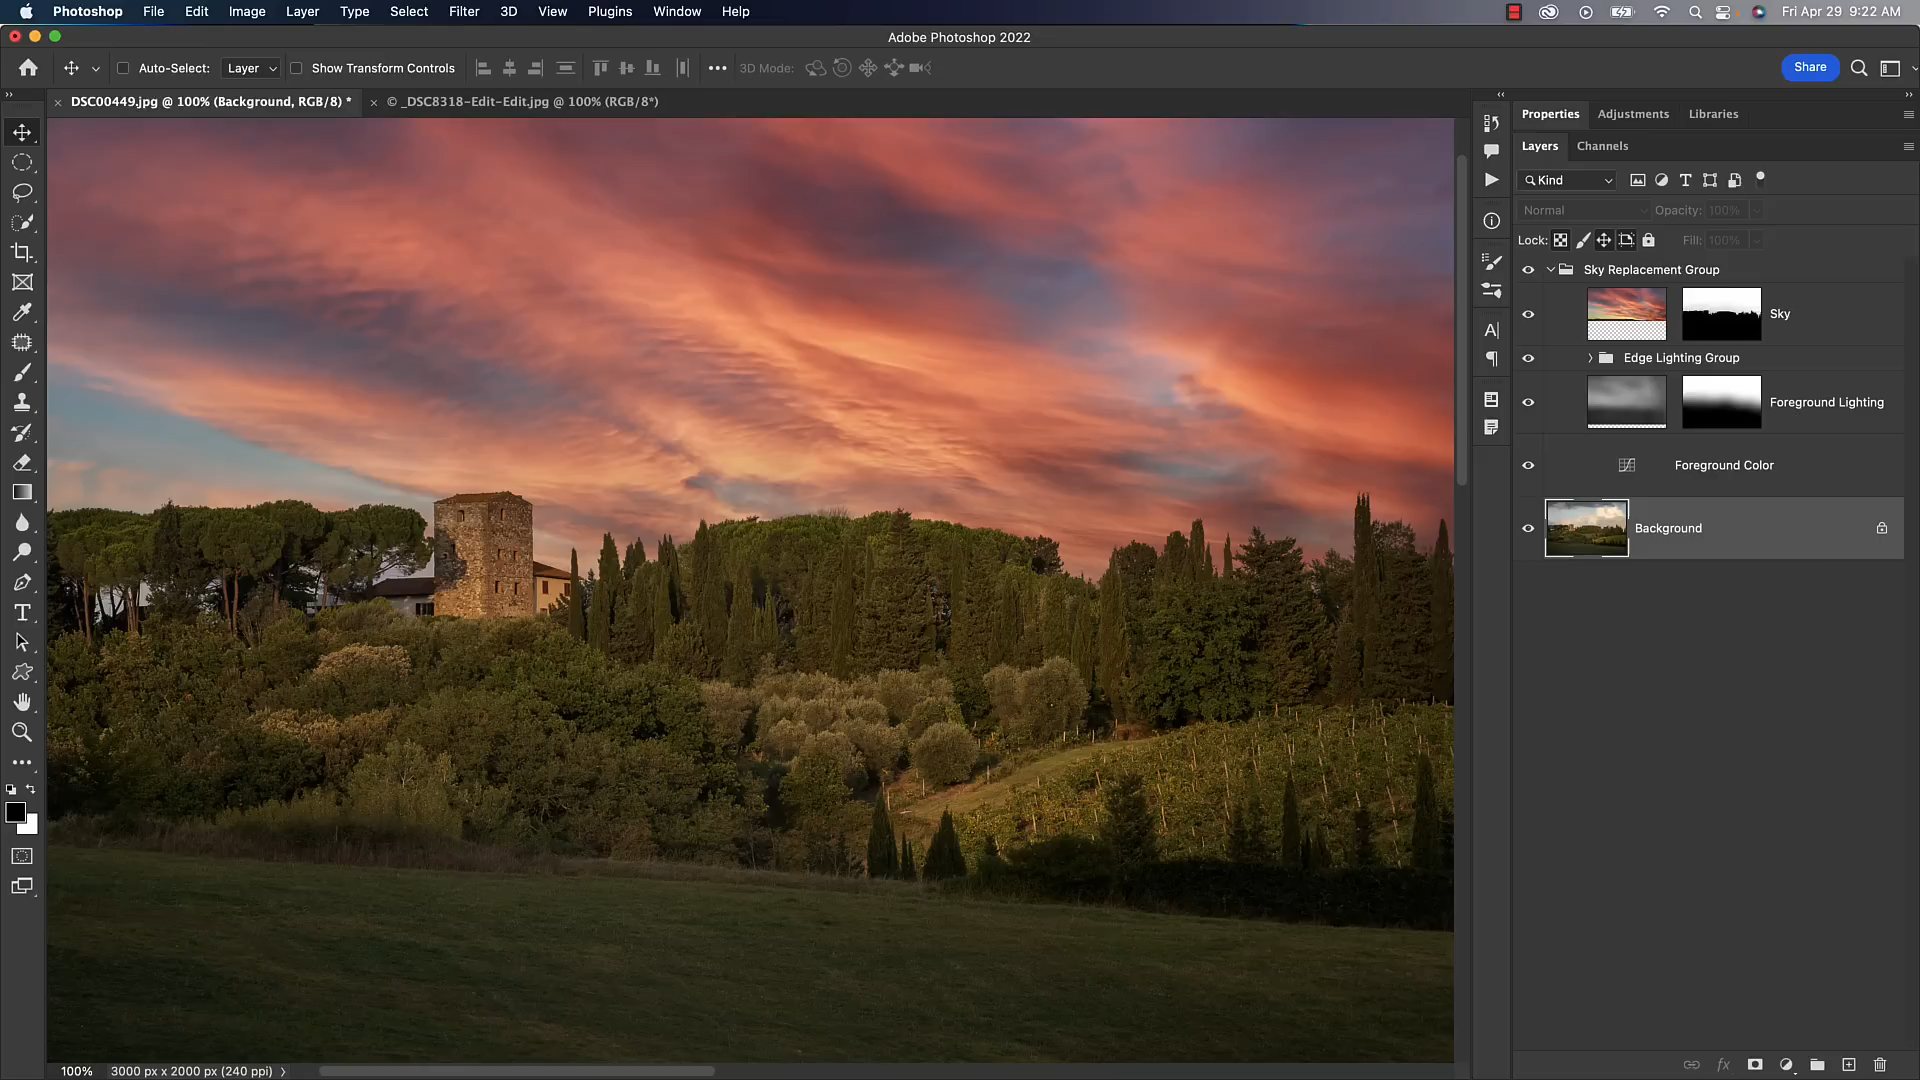 Photoshop File Edit Image Layer Type Select Filter 3D View Plugins Window Help Fri Apr 29 9:22 AM
Adobe Photoshop 2022
Auto-Select: Layer Show Transform Controls 3D Mode: Share
DSC00449.jpg @ 100% (Background, RGB/8) * © _DSC8318-Edit-Edit.jpg @ 100% (RGB/8*)
Properties Adjustments Libraries
Layers Channels
Kind
Normal Opacity: 100%
Lock: Fill: 100%
Sky Replacement Group
Sky
Edge Lighting Group
Foreground Lighting
Foreground Color
Background
100% 3000 px x 2000 px (240 ppi)